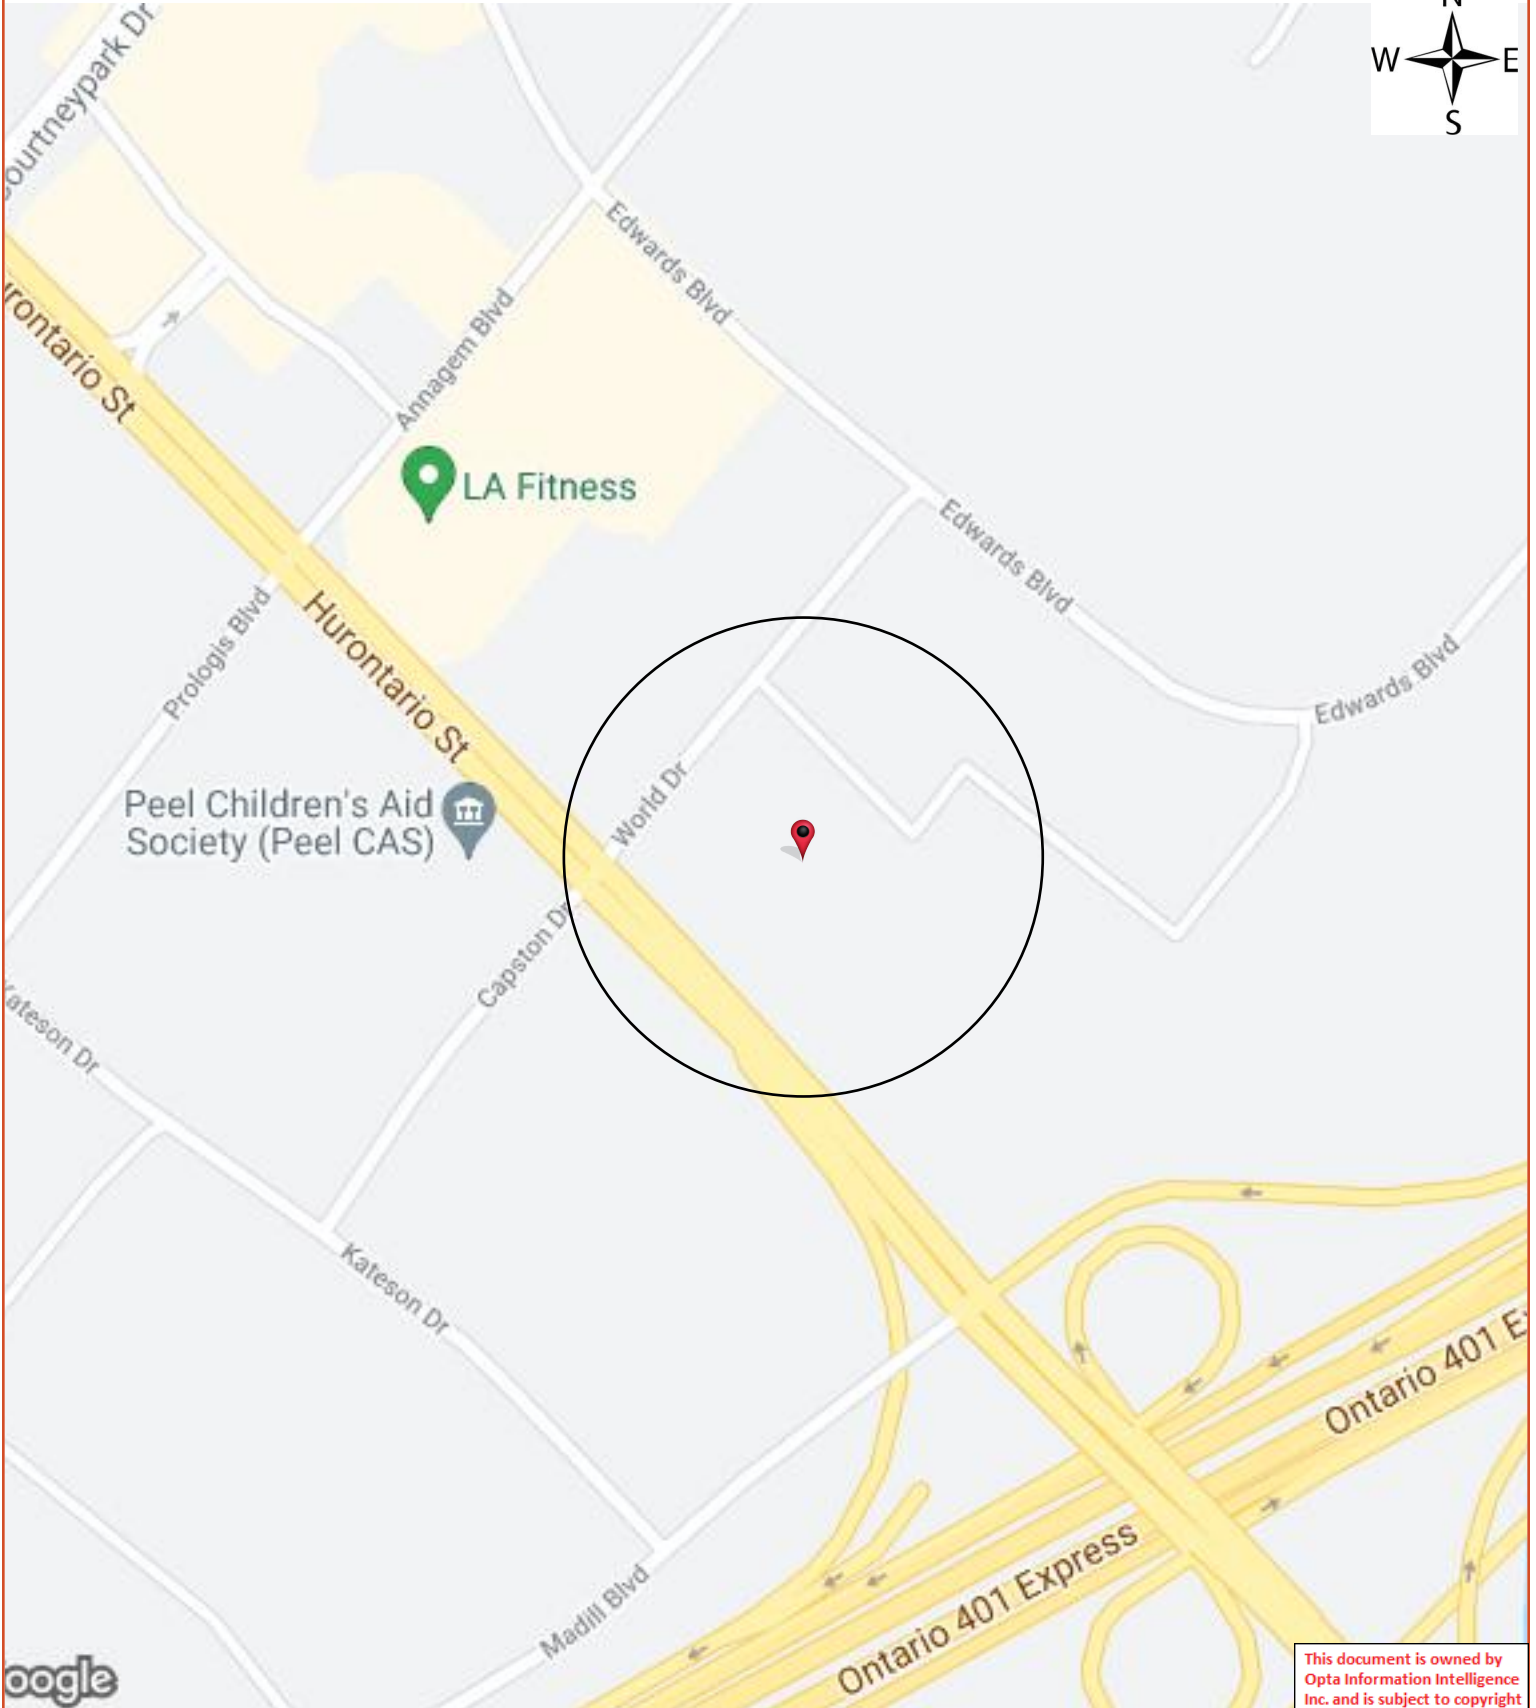 N
W E
S
ourtneypark Dr
Edwards Blvd
Annagem Blvd
urontario St
LA Fitness
Edwards Blvd
Prologis Blvd
Hurontario St
Edwards Blvd
World Dr
Peel Children's Aid
Society (Peel CAS)
Capston Dr
ateson Dr
Kateson Dr
Ontario 401 E
Madill Blvd
Ontario 401 Express
oogle
This document is owned by
Opta Information Intelligence
Inc. and is subject to copyright